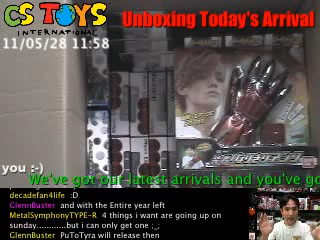 CS TOYS
INTERNATIONAL
Unboxing Today's Arrival
11/05/28 11:58
you :-)
We've got our latest arrivals and you've go
decadefan4life :D
GlennBuster and with the Entire year left
MetalSymphonyTYPE-R 4 things i want are going up on
sunday............but i can only get one ;_;
GlennBuster PuToTyra will release then